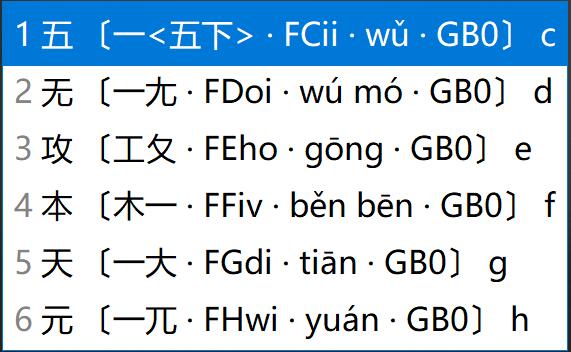 1 五 〔一<五下> · FCii · wǔ · GB0〕 c
2 无 〔一尢 · FDoi · wú mó · GB0〕 d
3 攻 〔工攵 · FEho · gōng · GB0〕 e
4 本 〔木一 · FFiv · běn bēn · GB0〕 f
5 天 〔一大 · FGdi · tiān · GB0〕 g
6 元 〔一兀 · FHwi · yuán · GB0〕 h